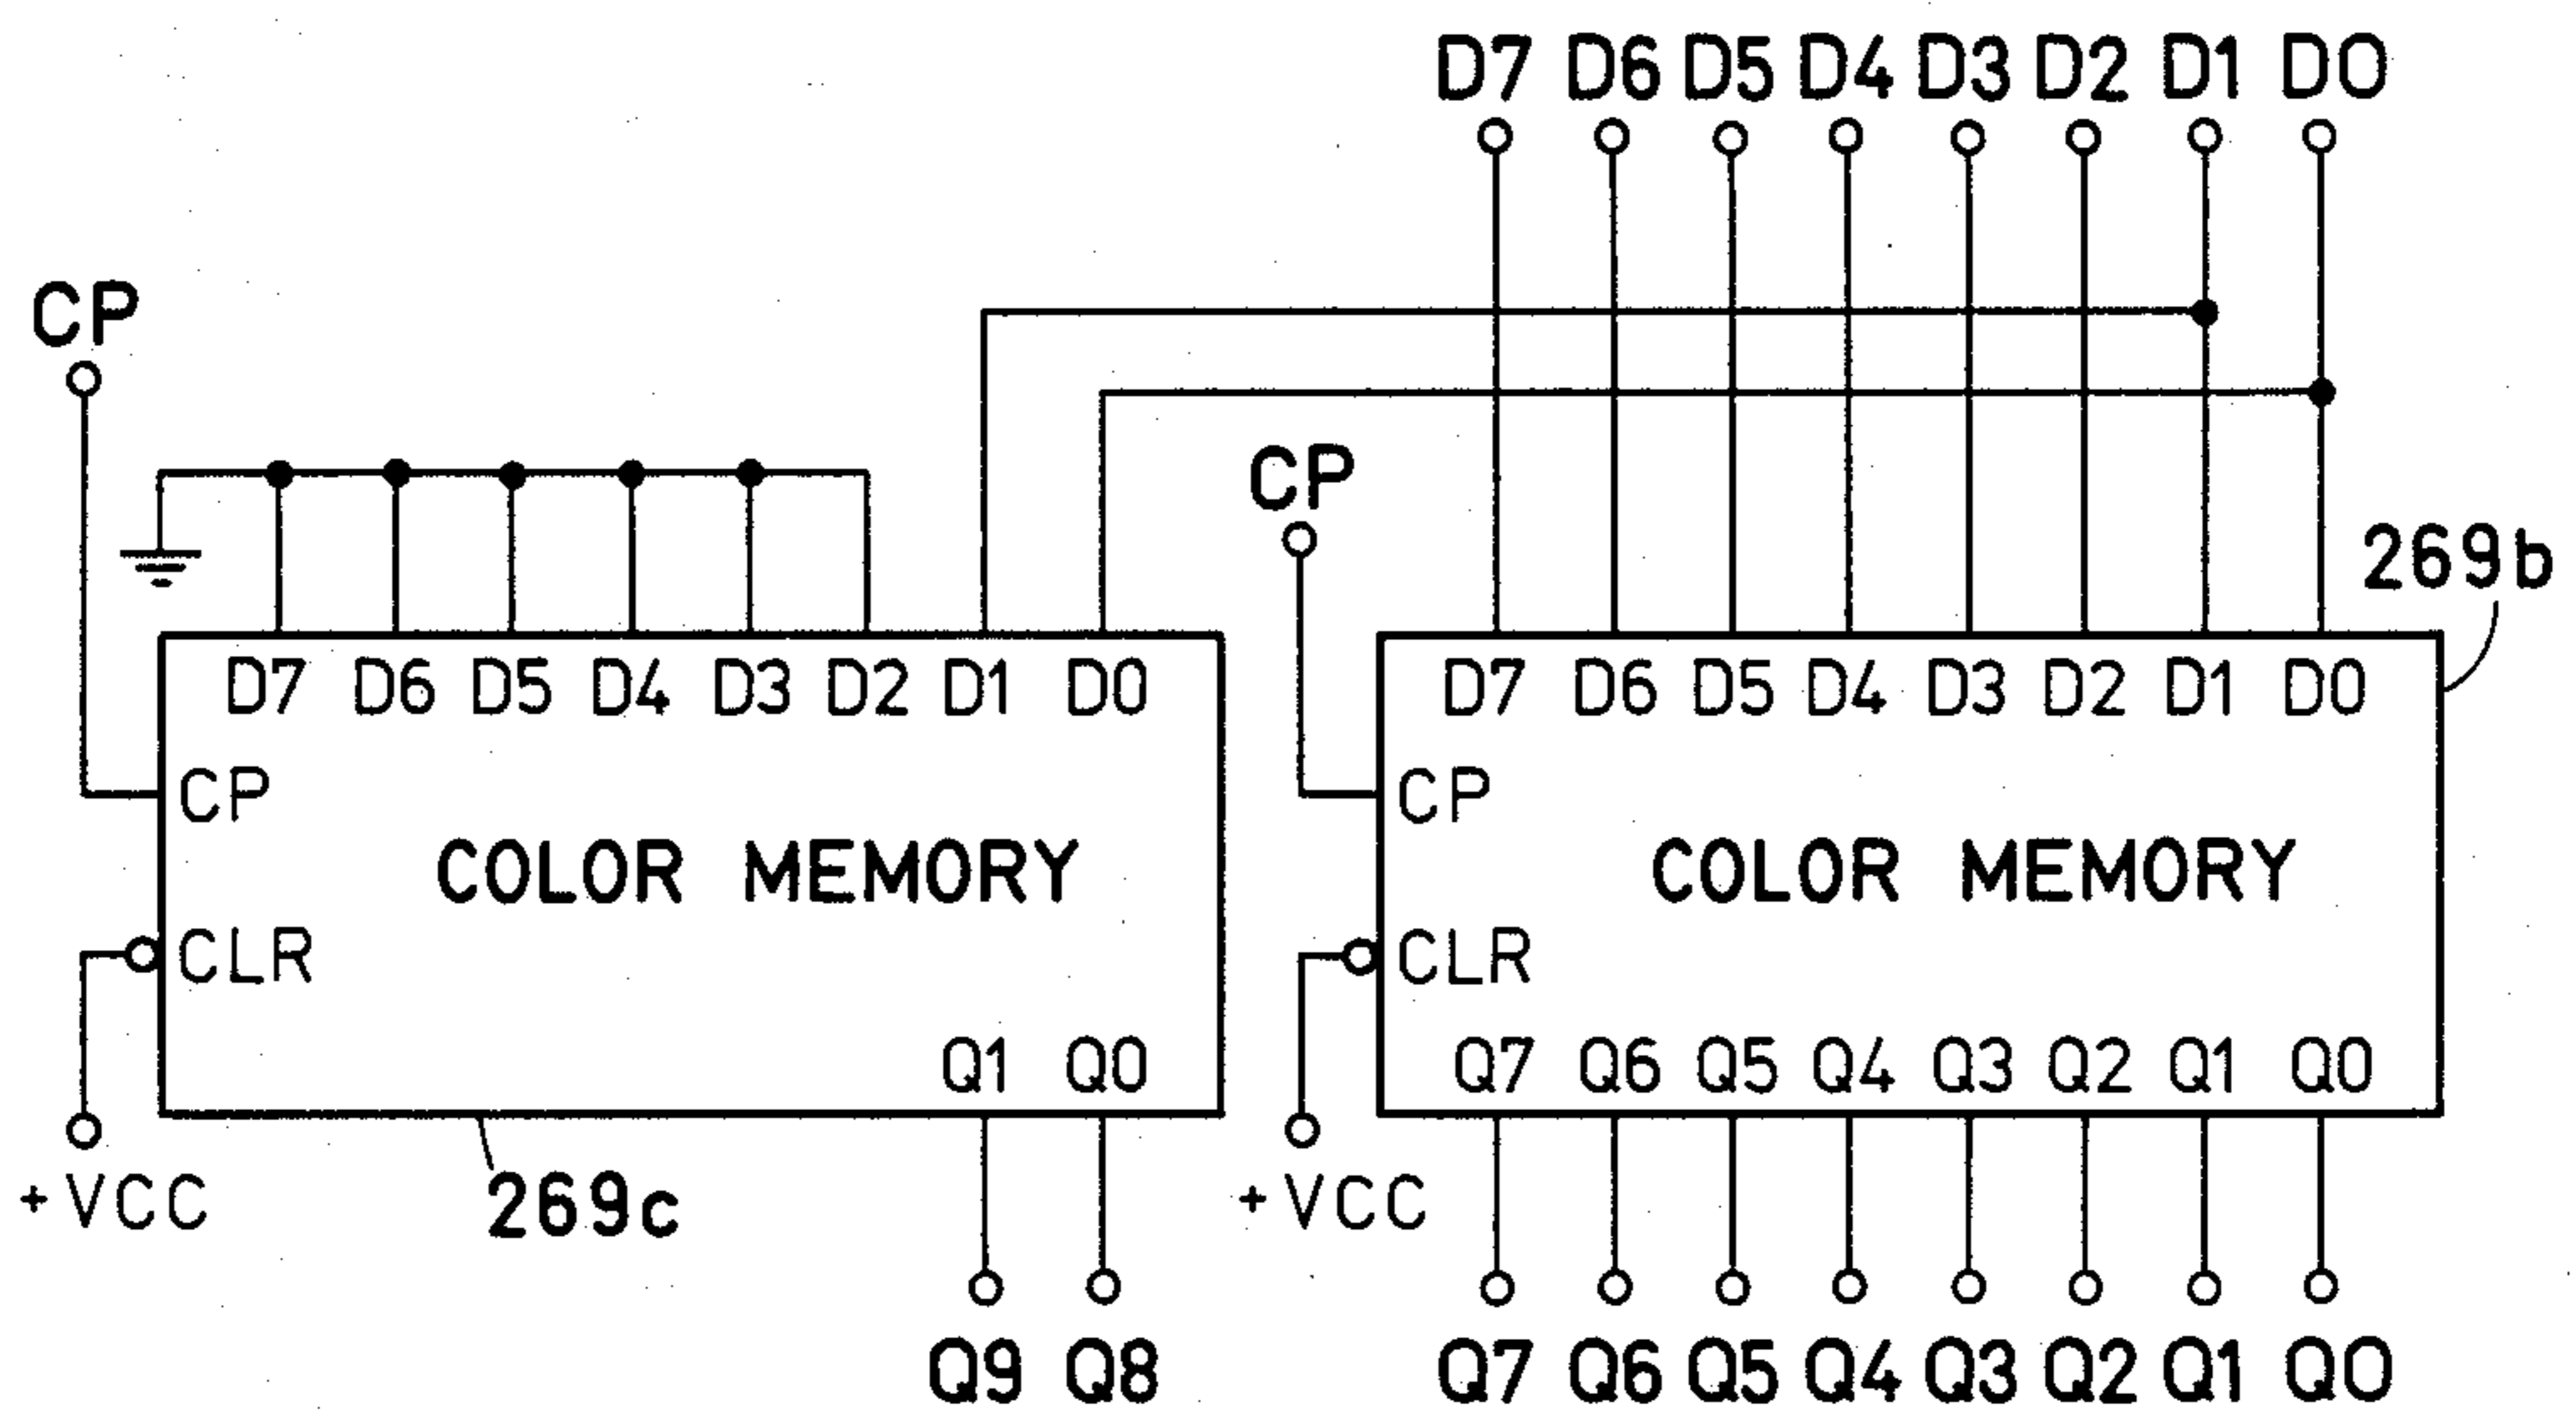 D7 D6 D5 D4 D3 D2 D1 D0
CP
CP
269b
D7 D6 D5 D4 D3 D2 D1 D0
D7 D6 D5 D4 D3 D2 D1 D0
CP
CP
COLOR MEMORY
COLOR MEMORY
CLR
CLR
Q1 Q0
Q7 Q6 Q5 Q4 Q3 Q2 Q1 Q0
+VCC
269c
+VCC
Q9 Q8
Q7 Q6 Q5 Q4 Q3 Q2 Q1 Q0